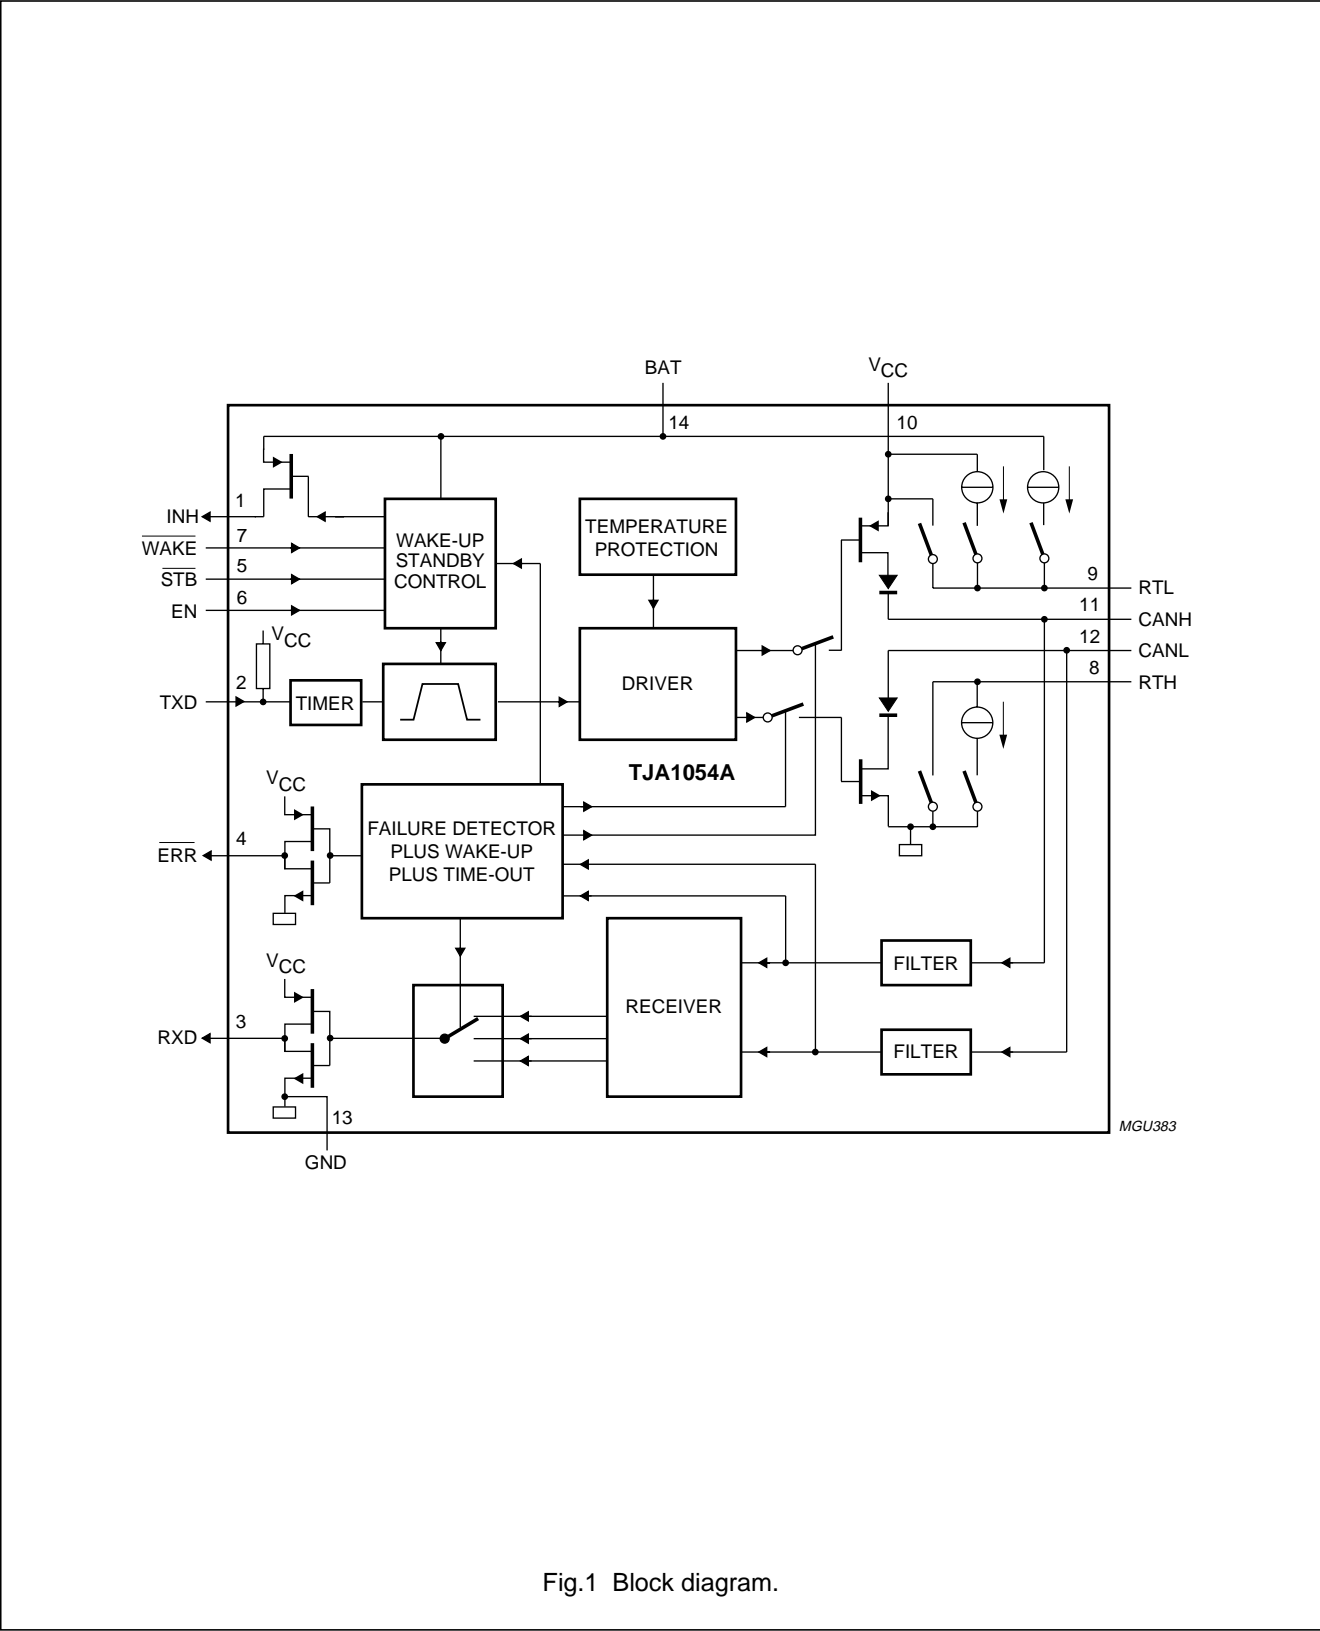 BAT
VCC
14
10
1
INH
7
WAKE
5
STB
6
EN
WAKE-UP
STANDBY
CONTROL
TEMPERATURE
PROTECTION
9
RTL
11
CANH
12
CANL
8
RTH
VCC
2
TXD
TIMER
DRIVER
TJA1054A
VCC
4
ERR
FAILURE DETECTOR
PLUS WAKE-UP
PLUS TIME-OUT
VCC
3
RXD
RECEIVER
FILTER
FILTER
13
GND
MGU383
Fig.1 Block diagram.